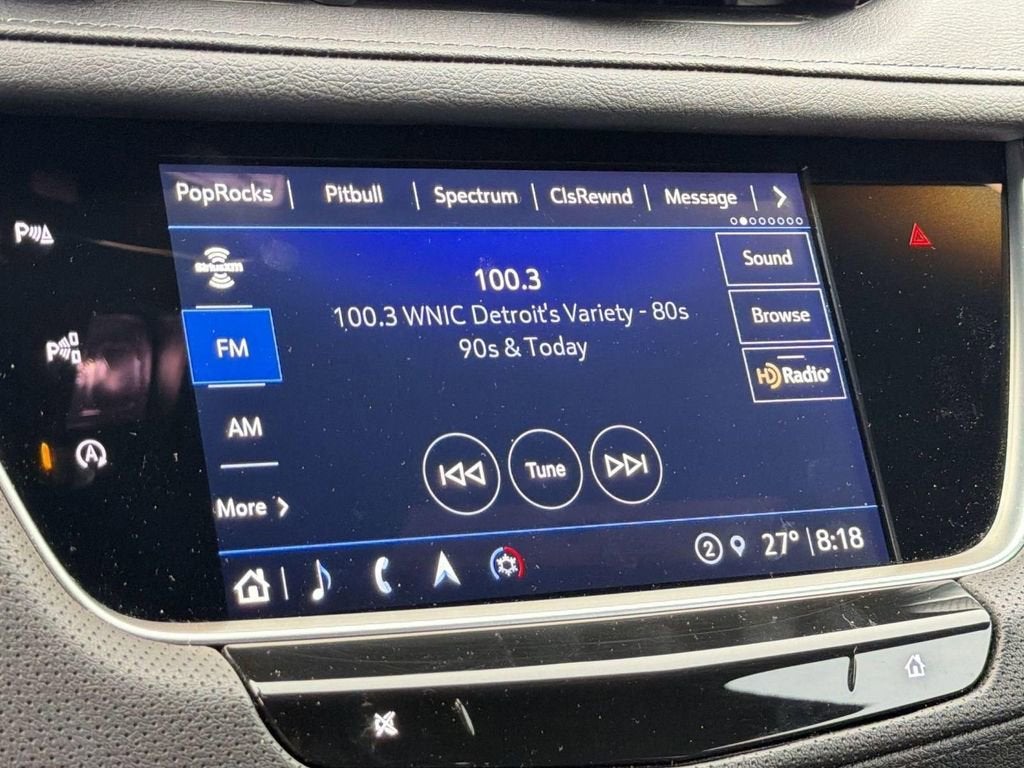 PopRocks | Pitbull | Spectrum | ClsRewnd | Message
SiriusXM
FM
AM
More
100.3
100.3 WNIC Detroit's Variety - 80s
90s & Today
Tune
Sound
Browse
HD Radio
2 27° 8:18
P
P
A